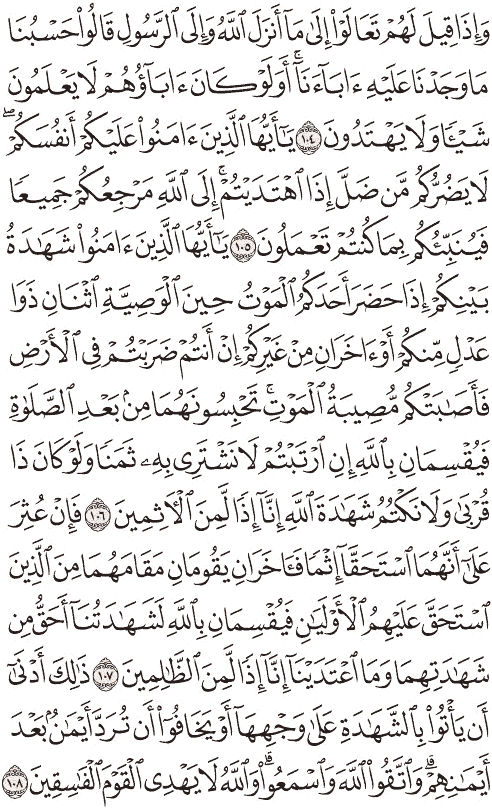 وَإِذَا قِيلَ لَهُمْ تَعَالَوْا۟ إِلَىٰ مَآ أَنزَلَ ٱللَّهُ وَإِلَى ٱلرَّسُولِ قَالُوا۟ حَسْبُنَا
مَا وَجَدْنَا عَلَيْهِ ءَابَآءَنَآ ۚ أَوَلَوْ كَانَ ءَابَآؤُهُمْ لَا يَعْلَمُونَ
شَيْـًٔا وَلَا يَهْتَدُونَ ١٠٤ يَـٰٓأَيُّهَا ٱلَّذِينَ ءَامَنُوا۟ عَلَيْكُمْ أَنفُسَكُمْ ۖ
لَا يَضُرُّكُم مَّن ضَلَّ إِذَا ٱهْتَدَيْتُمْ ۚ إِلَى ٱللَّهِ مَرْجِعُكُمْ جَمِيعًا
فَيُنَبِّئُكُم بِمَا كُنتُمْ تَعْمَلُونَ ١٠٥ يَـٰٓأَيُّهَا ٱلَّذِينَ ءَامَنُوا۟ شَهَـٰدَةُ
بَيْنِكُمْ إِذَا حَضَرَ أَحَدَكُمُ ٱلْمَوْتُ حِينَ ٱلْوَصِيَّةِ ٱثْنَانِ ذَوَا
عَدْلٍ مِّنكُمْ أَوْ ءَاخَرَانِ مِنْ غَيْرِكُمْ إِنْ أَنتُمْ ضَرَبْتُمْ فِى ٱلْأَرْضِ
فَأَصَـٰبَتْكُم مُّصِيبَةُ ٱلْمَوْتِ ۚ تَحْبِسُونَهُمَا مِنۢ بَعْدِ ٱلصَّلَوٰةِ
فَيُقْسِمَانِ بِٱللَّهِ إِنِ ٱرْتَبْتُمْ لَا نَشْتَرِى بِهِۦ ثَمَنًا وَلَوْ كَانَ ذَا
قُرْبَىٰ وَلَا نَكْتُمُ شَهَـٰدَةَ ٱللَّهِ إِنَّآ إِذًا لَّمِنَ ٱلْـَٔاثِمِينَ ١٠٦ فَإِنْ عُثِرَ
عَلَىٰٓ أَنَّهُمَا ٱسْتَحَقَّآ إِثْمًا فَـَٔاخَرَانِ يَقُومَانِ مَقَامَهُمَا مِنَ ٱلَّذِينَ
ٱسْتَحَقَّ عَلَيْهِمُ ٱلْأَوْلَيَـٰنِ فَيُقْسِمَانِ بِٱللَّهِ لَشَهَـٰدَتُنَآ أَحَقُّ مِن
شَهَـٰدَتِهِمَا وَمَا ٱعْتَدَيْنَآ إِنَّآ إِذًا لَّمِنَ ٱلظَّـٰلِمِينَ ١٠٧ ذَٰلِكَ أَدْنَىٰٓ
أَن يَأْتُوا۟ بِٱلشَّهَـٰدَةِ عَلَىٰ وَجْهِهَآ أَوْ يَخَافُوٓا۟ أَن تُرَدَّ أَيْمَـٰنٌۢ بَعْدَ
أَيْمَـٰنِهِمْ ۗ وَٱتَّقُوا۟ ٱللَّهَ وَٱسْمَعُوا۟ ۗ وَٱللَّهُ لَا يَهْدِى ٱلْقَوْمَ ٱلْفَـٰسِقِينَ ١٠٨